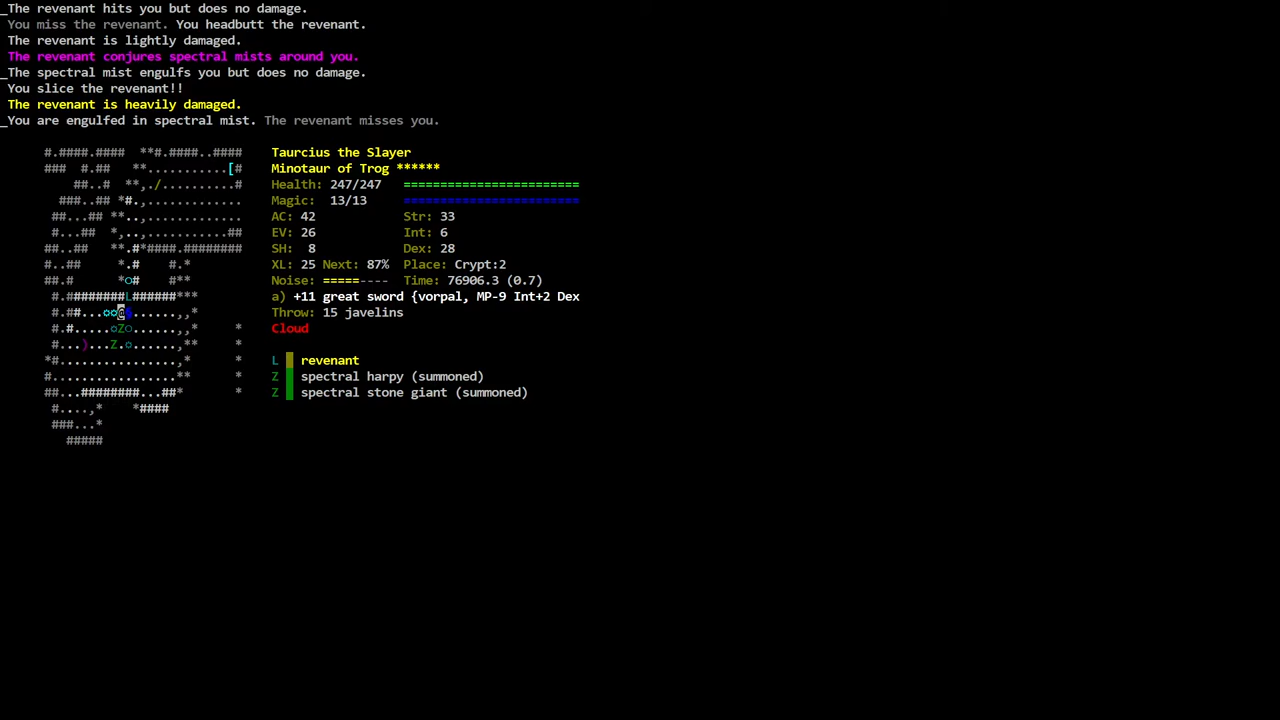 _The revenant hits you but does no damage.
You miss the revenant. You headbutt the revenant.
The revenant is lightly damaged.
The revenant conjures spectral mists around you.
_The spectral mist engulfs you but does no damage.
You slice the revenant!!
The revenant is heavily damaged.
_You are engulfed in spectral mist. The revenant misses you.
Taurcius the Slayer
Minotaur of Trog ******
Health: 247/247 ========================
Magic: 13/13 ========================
AC: 42 Str: 33
EV: 26 Int: 6
SH: 8 Dex: 28
XL: 25 Next: 87% Place: Crypt:2
Noise: =====---- Time: 76906.3 (0.7)
a) +11 great sword {vorpal, MP-9 Int+2 Dex
Throw: 15 javelins
Cloud
L revenant
Z spectral harpy (summoned)
Z spectral stone giant (summoned)